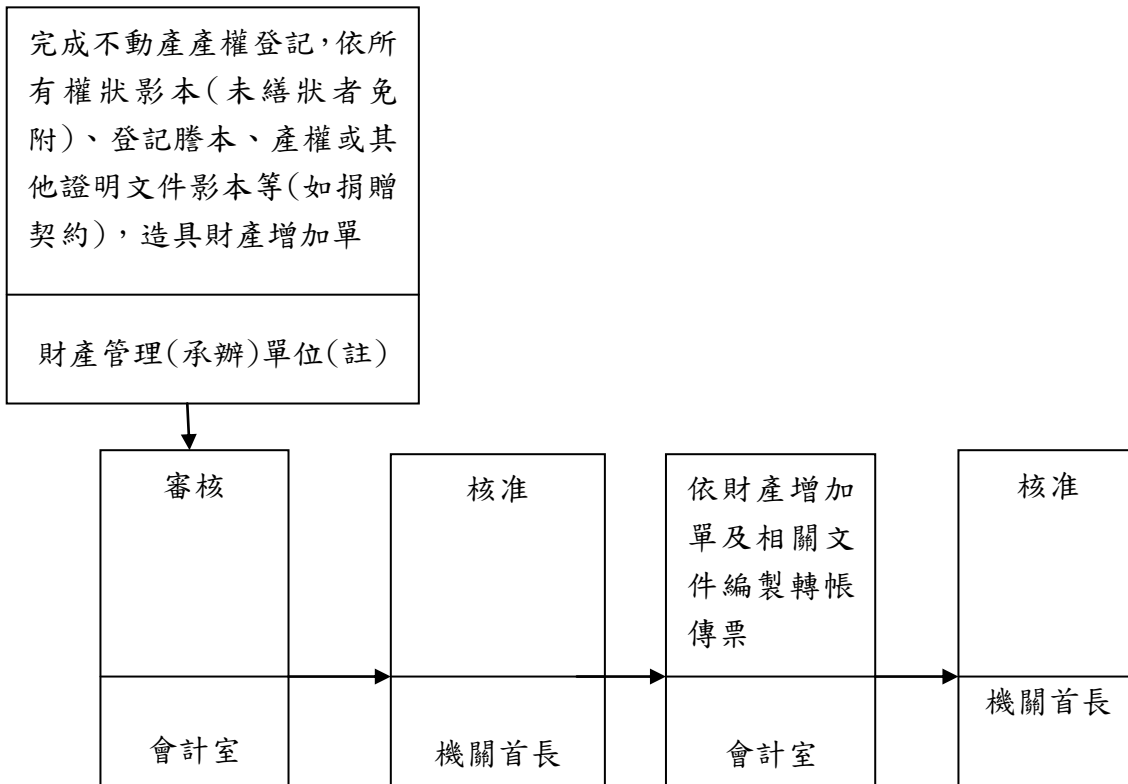 完成不動產產權登記，依所
有權狀影本(未繕狀者免
附)、登記謄本、產權或其
他證明文件影本等(如捐贈
契約)，造具財產增加單
財產管理(承辦)單位(註)
審核
會計室
核准
機關首長
依財產增加
單及相關文
件編製轉帳
傳票
會計室
核准
機關首長